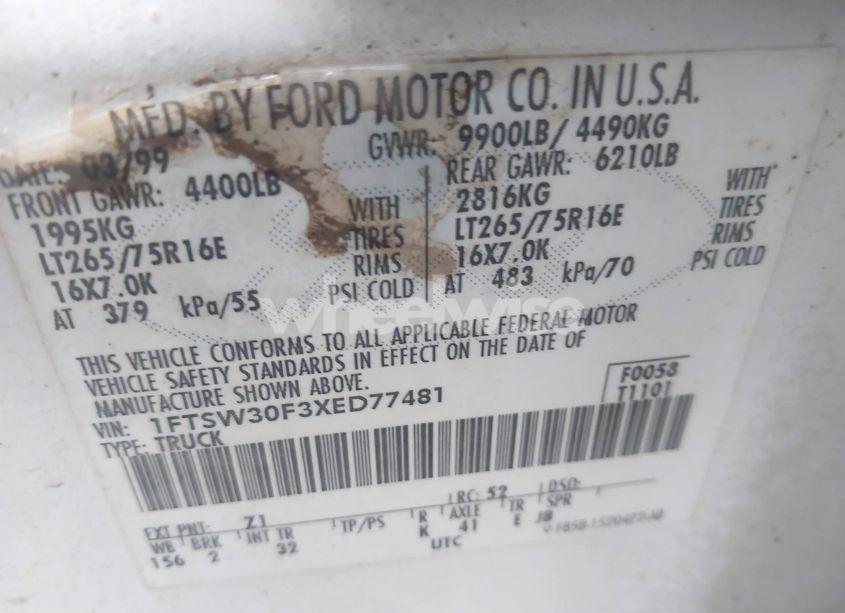 MFD. BY FORD MOTOR CO. IN U.S.A.
DATE: 03/99 GVWR: 9900LB/ 4490KG
FRONT GAWR: 4400LB REAR GAWR: 6210LB
1995KG WITH 2816KG WITH
LT265/75R16E TIRES LT265/75R16E TIRES
16X7.0K RIMS 16X7.0K RIMS
AT 379 kPa/55 PSI COLD AT 483 kPa/70 PSI COLD
wheelwise
THIS VEHICLE CONFORMS TO ALL APPLICABLE FEDERAL MOTOR
VEHICLE SAFETY STANDARDS IN EFFECT ON THE DATE OF
MANUFACTURE SHOWN ABOVE.
VIN: 1FTSW30F3XED77481 F0058
TYPE: TRUCK T1101
EXT PNT: Z1 RC: 52 DSO:
WB BRK INT TR TP/PS R AXLE TR SPR
156 2 32 K 41 E J8
UTC